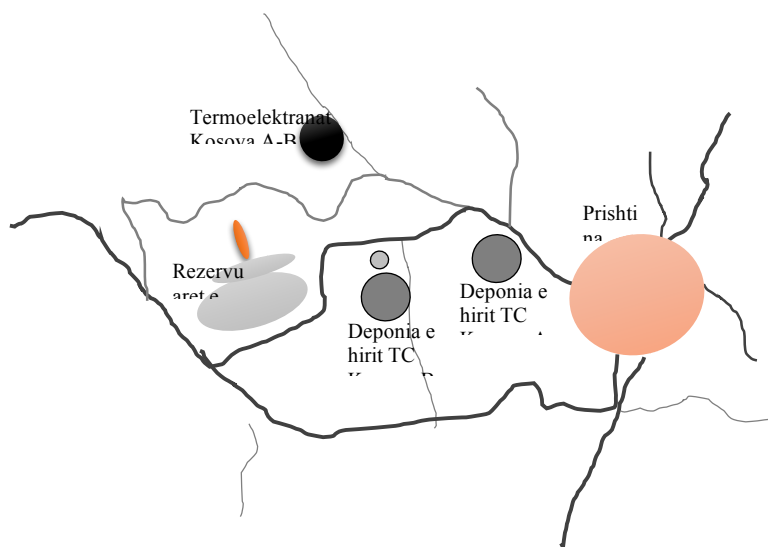 Termoelektranat
Kosova A-B
Prishti
na
Rezervu
aret e
Deponia e
hirit TC
Deponia e
hirit TC